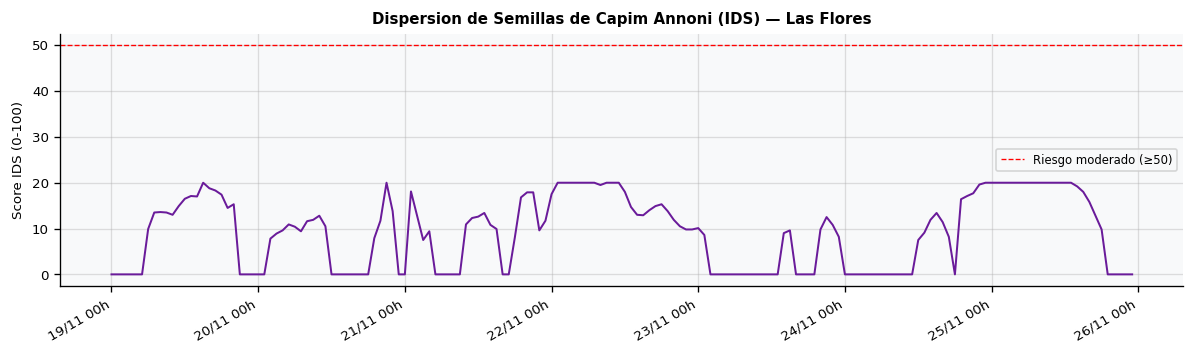 Dispersion de Semillas de Capim Annoni (IDS) — Las Flores
Score IDS (0-100)
50
40
30
20
10
0
Riesgo moderado (≥50)
19/11 00h
20/11 00h
21/11 00h
22/11 00h
23/11 00h
24/11 00h
25/11 00h
26/11 00h